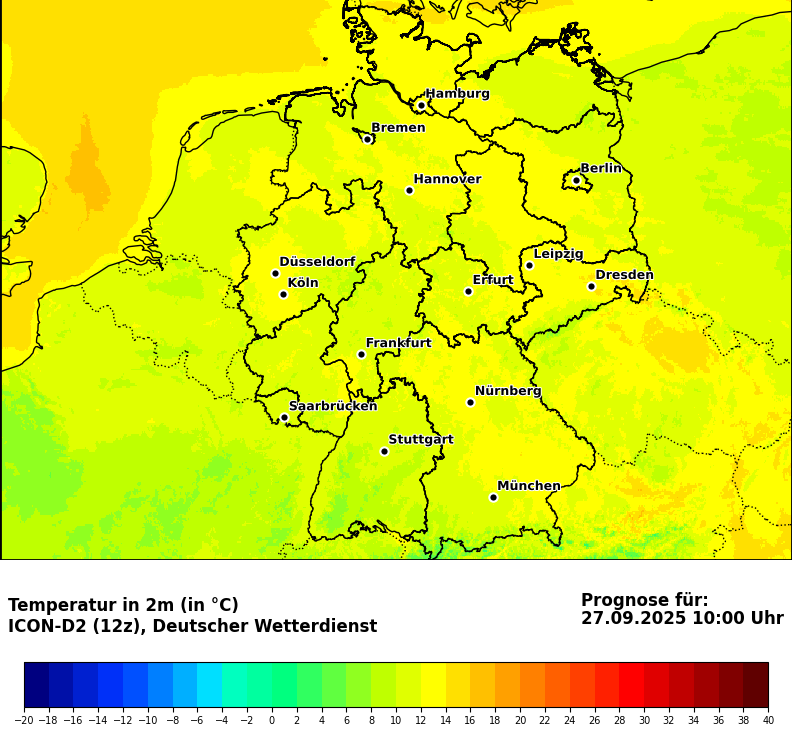 Hamburg
Bremen
Berlin
Hannover
Leipzig
Düsseldorf
Dresden
Köln
Erfurt
Frankfurt
Nürnberg
Saarbrücken
Stuttgart
München
Temperatur in 2m (in °C)
ICON-D2 (12z), Deutscher Wetterdienst
Prognose für:
27.09.2025 10:00 Uhr
−20 −18 −16 −14 −12 −10 −8 −6 −4 −2 0 2 4 6 8 10 12 14 16 18 20 22 24 26 28 30 32 34 36 38 40